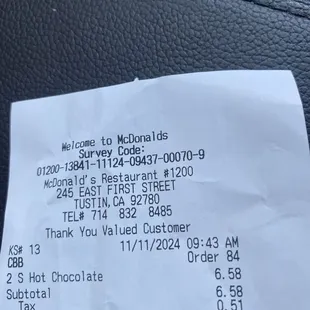 Welcome to McDonalds
Survey Code:
01200-13841-11124-09437-00070-9
McDonald's Restaurant #1200
245 EAST FIRST STREET
TUSTIN,CA 92780
TEL# 714 832 8485
Thank You Valued Customer
KS# 13 11/11/2024 09:43 AM
CBB Order 84
2 S Hot Chocolate 6.58
Subtotal 6.58
Tax 0.51